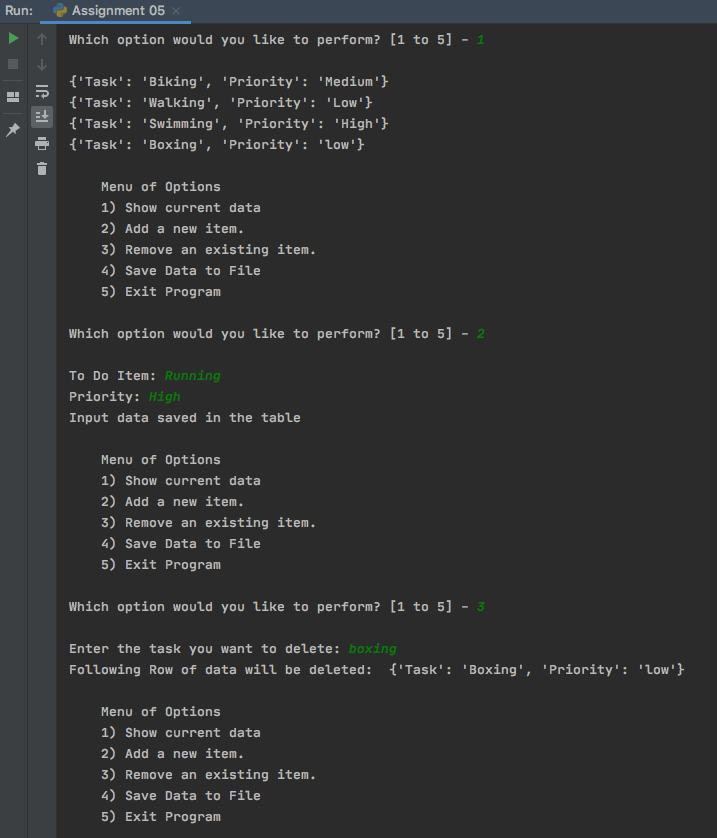 Run: Assignment 05
Which option would you like to perform? [1 to 5] - 1
{'Task': 'Biking', 'Priority': 'Medium'}
{'Task': 'Walking', 'Priority': 'Low'}
{'Task': 'Swimming', 'Priority': 'High'}
{'Task': 'Boxing', 'Priority': 'low'}
Menu of Options
1) Show current data
2) Add a new item.
3) Remove an existing item.
4) Save Data to File
5) Exit Program
Which option would you like to perform? [1 to 5] - 2
To Do Item: Running
Priority: High
Input data saved in the table
Menu of Options
1) Show current data
2) Add a new item.
3) Remove an existing item.
4) Save Data to File
5) Exit Program
Which option would you like to perform? [1 to 5] - 3
Enter the task you want to delete: boxing
Following Row of data will be deleted:  {'Task': 'Boxing', 'Priority': 'low'}
Menu of Options
1) Show current data
2) Add a new item.
3) Remove an existing item.
4) Save Data to File
5) Exit Program